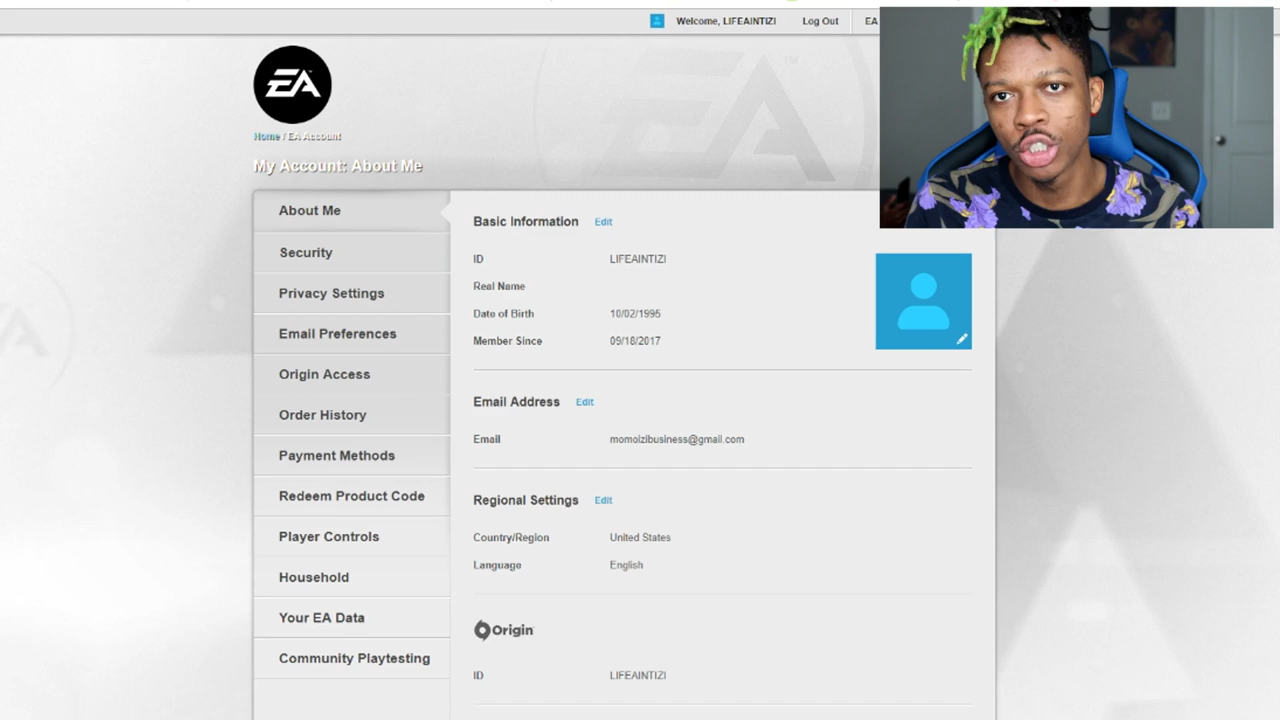 Welcome, LIFEAINTIZI Log Out EA
EA
Home / EA Account
My Account: About Me
About Me
Security
Privacy Settings
Email Preferences
Origin Access
Order History
Payment Methods
Redeem Product Code
Player Controls
Household
Your EA Data
Community Playtesting
Basic Information Edit
ID LIFEAINTIZI
Real Name
Date of Birth 10/02/1995
Member Since 09/18/2017
Email Address Edit
Email momoizibusiness@gmail.com
Regional Settings Edit
Country/Region United States
Language English
Origin
ID LIFEAINTIZI